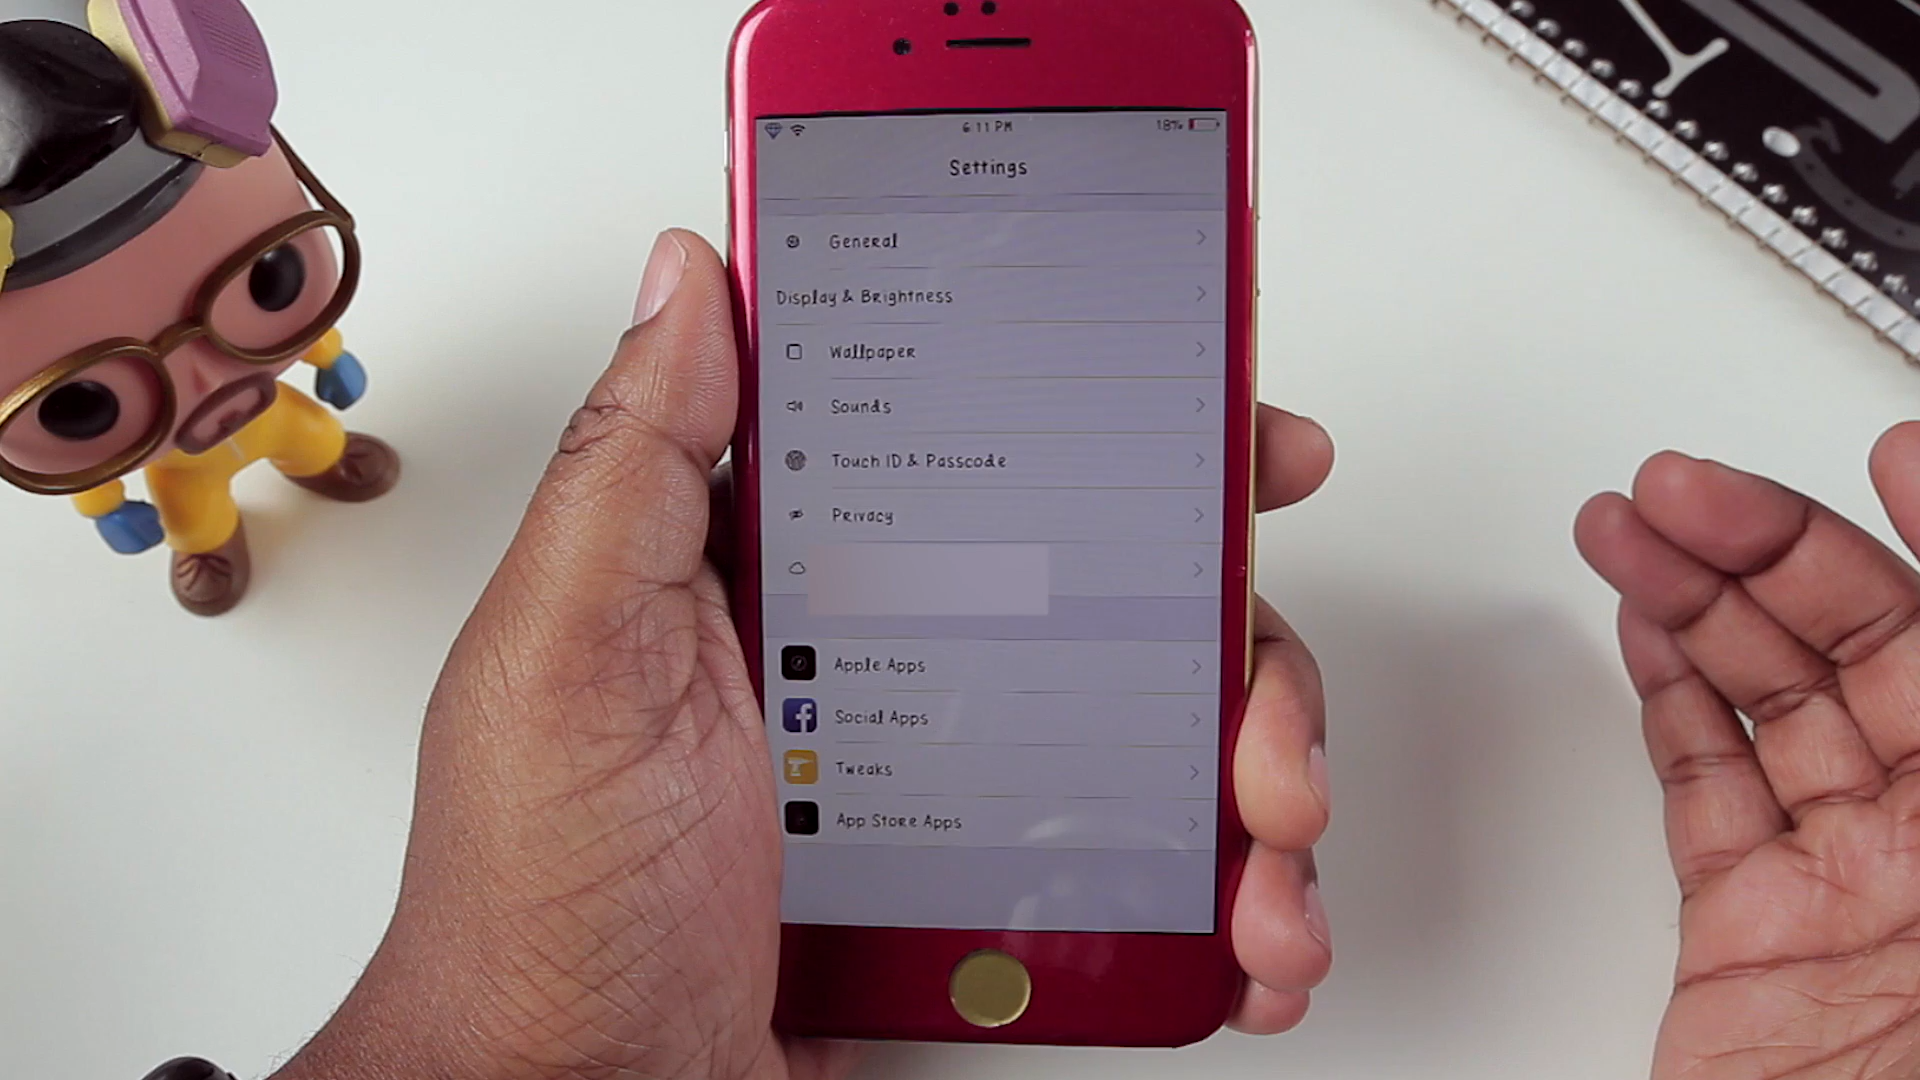 6:11 PM
18%
Settings
General
Display & Brightness
Wallpaper
Sounds
Touch ID & Passcode
Privacy
Apple Apps
Social Apps
Tweaks
App Store Apps